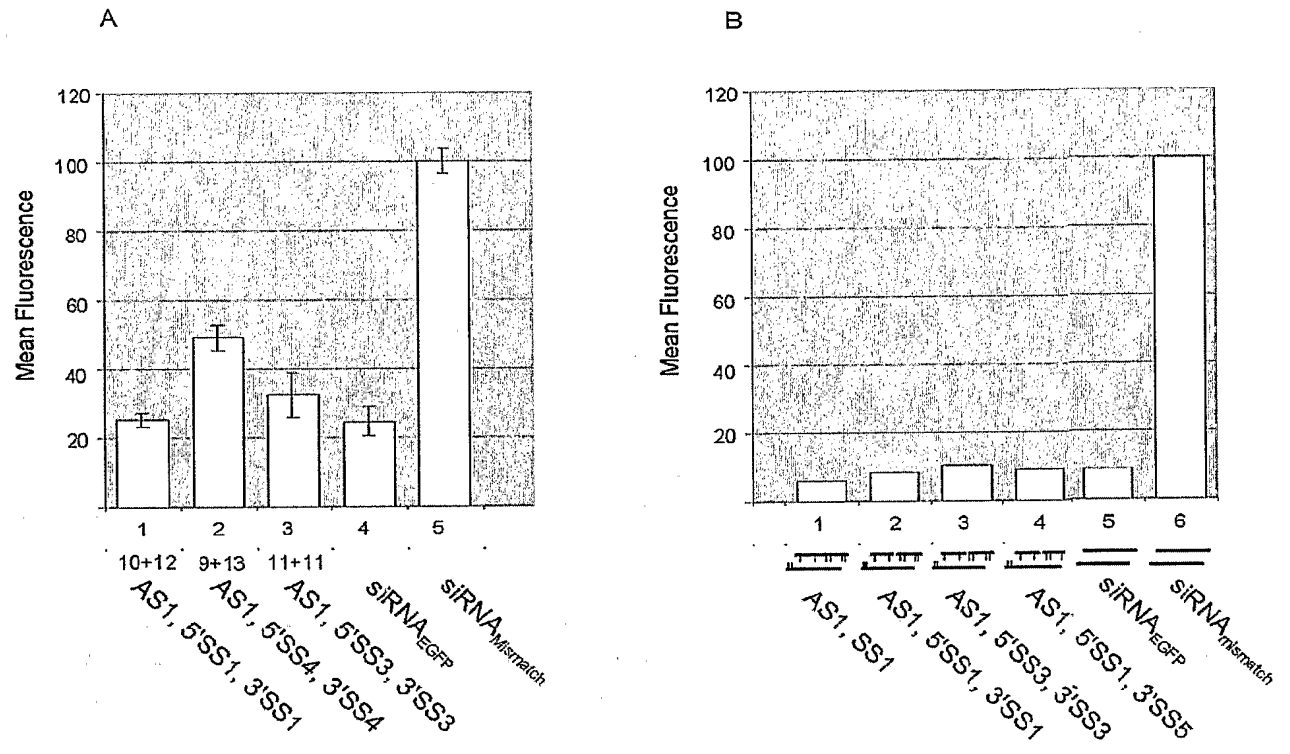 A
Mean Fluorescence
120
100
80
60
40
20
1 2 3 4 5
10+12 9+13 11+11
AS1, 5'SS1, 3'SS1
AS1, 5'SS4, 3'SS4
AS1, 5'SS3, 3'SS3
siRNAEGFP
siRNAMismatch
B
Mean Fluorescence
120
100
80
60
40
20
1 2 3 4 5 6
AS1, SS1
AS1, 5'SS1, 3'SS1
AS1, 5'SS3, 3'SS3
AS1, 5'SS1, 3'SS5
siRNAEGFP
siRNAmismatch